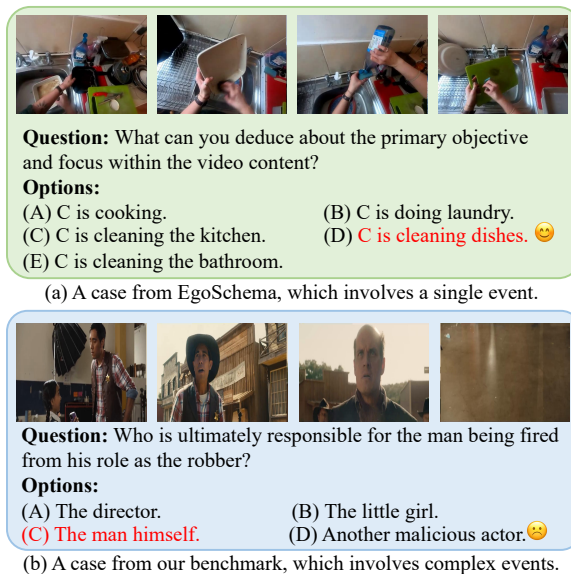 Question: What can you deduce about the primary objective
and focus within the video content?
Options:
(A) C is cooking.
(B) C is doing laundry.
(C) C is cleaning the kitchen.
(D) C is cleaning dishes.
(E) C is cleaning the bathroom.
(a) A case from EgoSchema, which involves a single event.
Question: Who is ultimately responsible for the man being fired
from his role as the robber?
Options:
(A) The director.
(B) The little girl.
(C) The man himself.
(D) Another malicious actor.
(b) A case from our benchmark, which involves complex events.